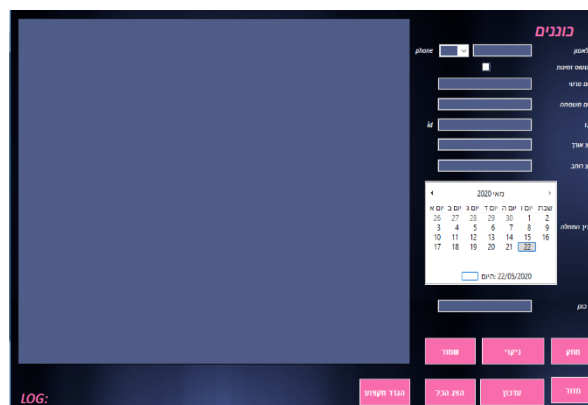 כוננים
phone
id
מאי 2020
יום א יום ב יום ג יום ד יום ה יום ו שבת
26 27 28 29 30 1 2
3 4 5 6 7 8 9
10 11 12 13 14 15 16
17 18 19 20 21 22
היום: 22/05/2020
שמור ניקוי מחק
הגדר מקצוע הצג הכל עדכון חזור
LOG: